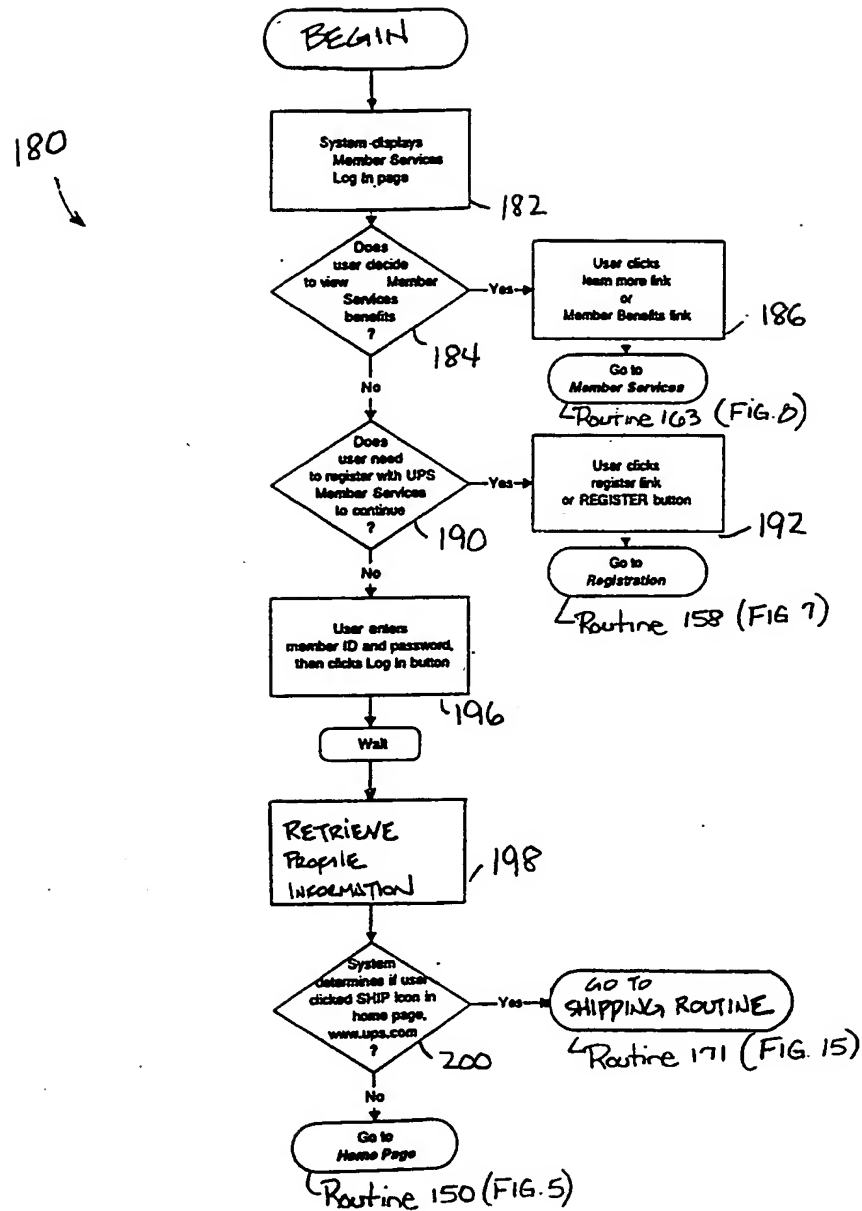 BEGIN
180
System displays
Member Services
Log In page
182
Does
user decide
to view Member
Services
benefits
?
184
Yes
User clicks
learn more link
or
Member Benefits link
186
Go to
Member Services
Routine 163 (FIG. 8)
No
Does
user need
to register with UPS
Member Services
to continue
?
190
Yes
User clicks
register link
or REGISTER button
192
Go to
Registration
Routine 158 (FIG 7)
No
User enters
member ID and password,
then clicks Log In button
196
Wait
RETRIEVE
PROFILE
INFORMATION
198
System
determines if user
clicked SHIP icon in
home page,
www.ups.com
?
200
Yes
GO TO
SHIPPING ROUTINE
Routine 171 (FIG. 15)
No
Go to
Home Page
Routine 150 (FIG. 5)